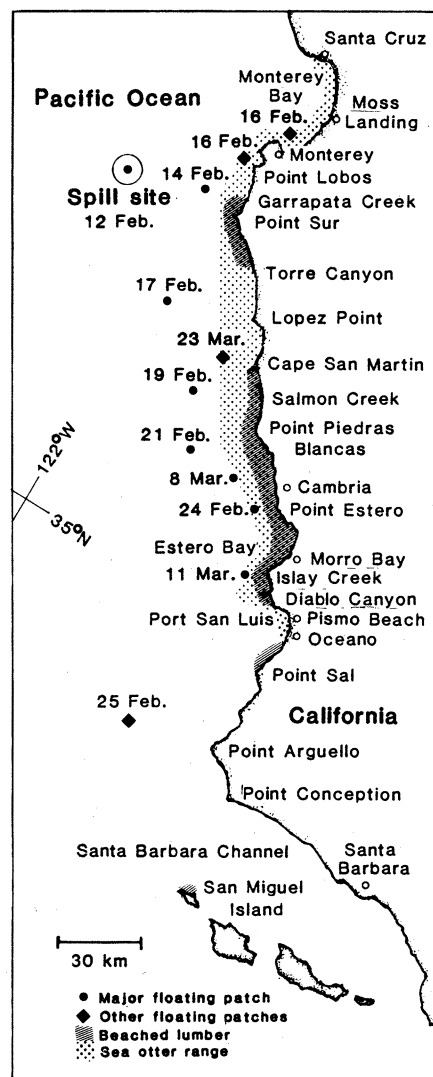 Santa Cruz
Monterey
Bay
Pacific Ocean
16 Feb.
Moss
Landing
16 Feb.
Monterey
14 Feb.
Point Lobos
Spill site
Garrapata Creek
12 Feb.
Point Sur
Torre Canyon
17 Feb.
Lopez Point
23 Mar.
Cape San Martin
19 Feb.
Salmon Creek
21 Feb.
Point Piedras
Blancas
122°W
8 Mar.
Cambria
35°N
24 Feb.
Point Estero
Estero Bay
Morro Bay
11 Mar.
Islay Creek
Diablo Canyon
Port San Luis
Pismo Beach
Oceano
Point Sal
25 Feb.
California
Point Arguello
Point Conception
Santa Barbara Channel
Santa
Barbara
San Miguel
Island
30 km
Major floating patch
Other floating patches
Beached lumber
Sea otter range